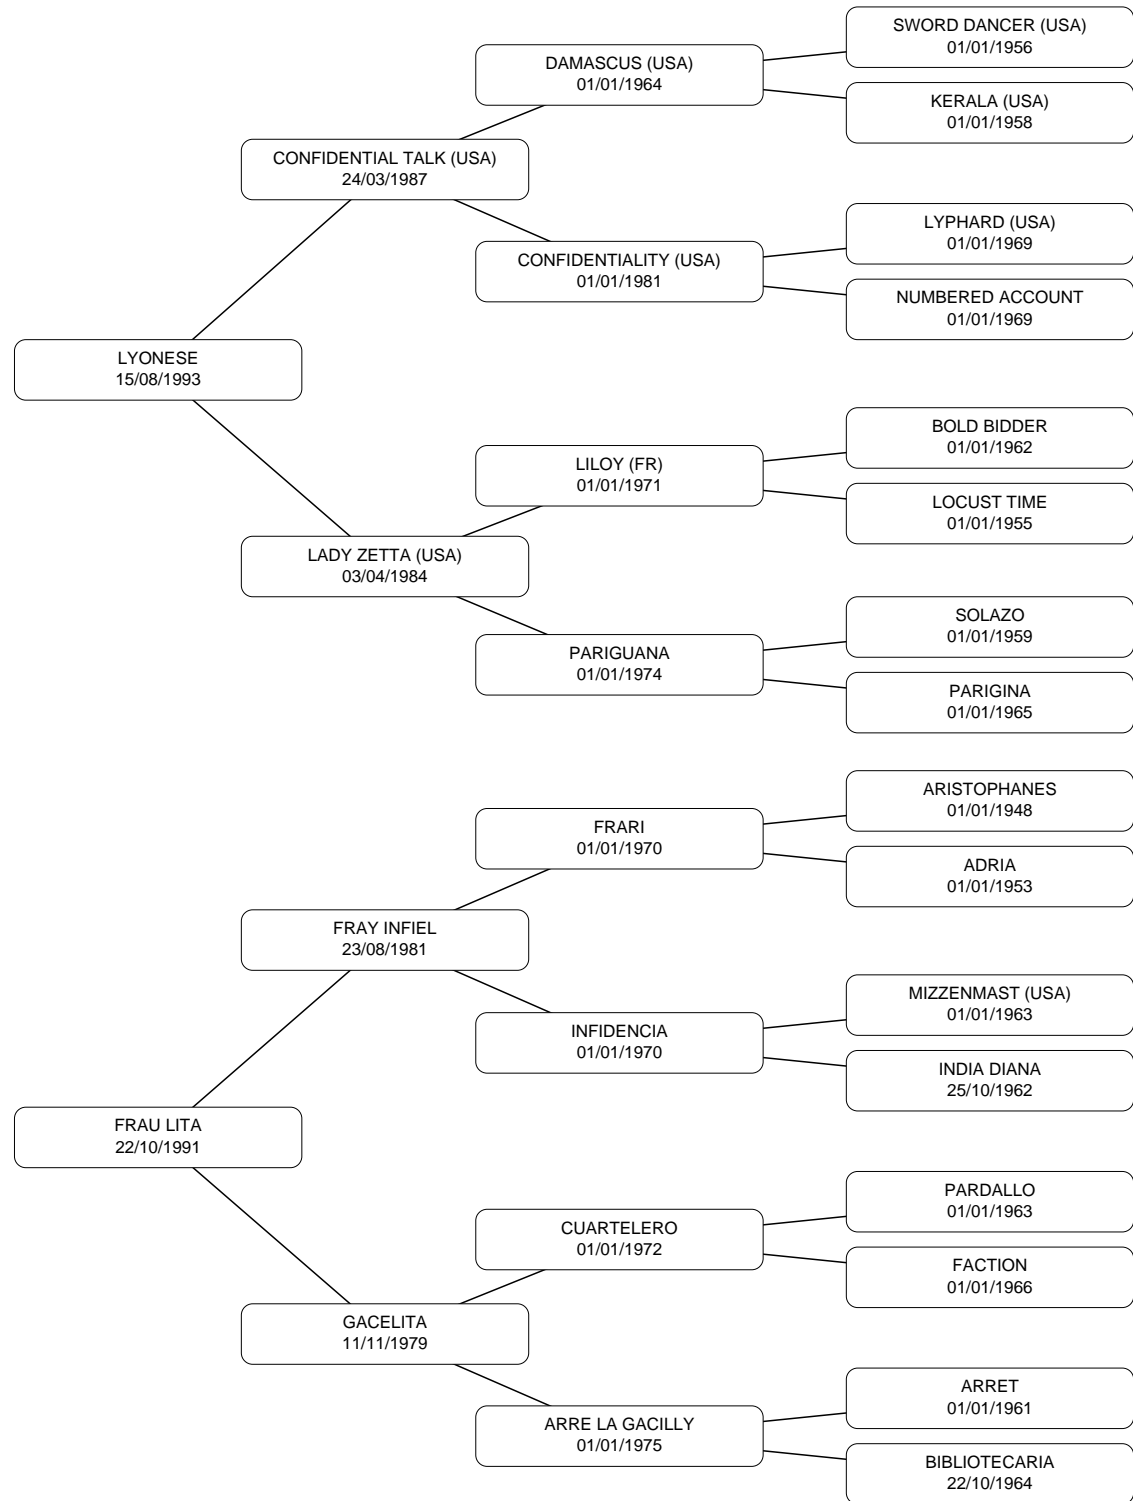 SWORD DANCER (USA)
01/01/1956
DAMASCUS (USA)
01/01/1964
KERALA (USA)
01/01/1958
CONFIDENTIAL TALK (USA)
24/03/1987
LYPHARD (USA)
01/01/1969
CONFIDENTIALITY (USA)
01/01/1981
NUMBERED ACCOUNT
01/01/1969
LYONESE
15/08/1993
BOLD BIDDER
01/01/1962
LILOY (FR)
01/01/1971
LOCUST TIME
01/01/1955
LADY ZETTA (USA)
03/04/1984
SOLAZO
01/01/1959
PARIGUANA
01/01/1974
PARIGINA
01/01/1965
ARISTOPHANES
01/01/1948
FRARI
01/01/1970
ADRIA
01/01/1953
FRAY INFIEL
23/08/1981
MIZZENMAST (USA)
01/01/1963
INFIDENCIA
01/01/1970
INDIA DIANA
25/10/1962
FRAU LITA
22/10/1991
PARDALLO
01/01/1963
CUARTELERO
01/01/1972
FACTION
01/01/1966
GACELITA
11/11/1979
ARRET
01/01/1961
ARRE LA GACILLY
01/01/1975
BIBLIOTECARIA
22/10/1964